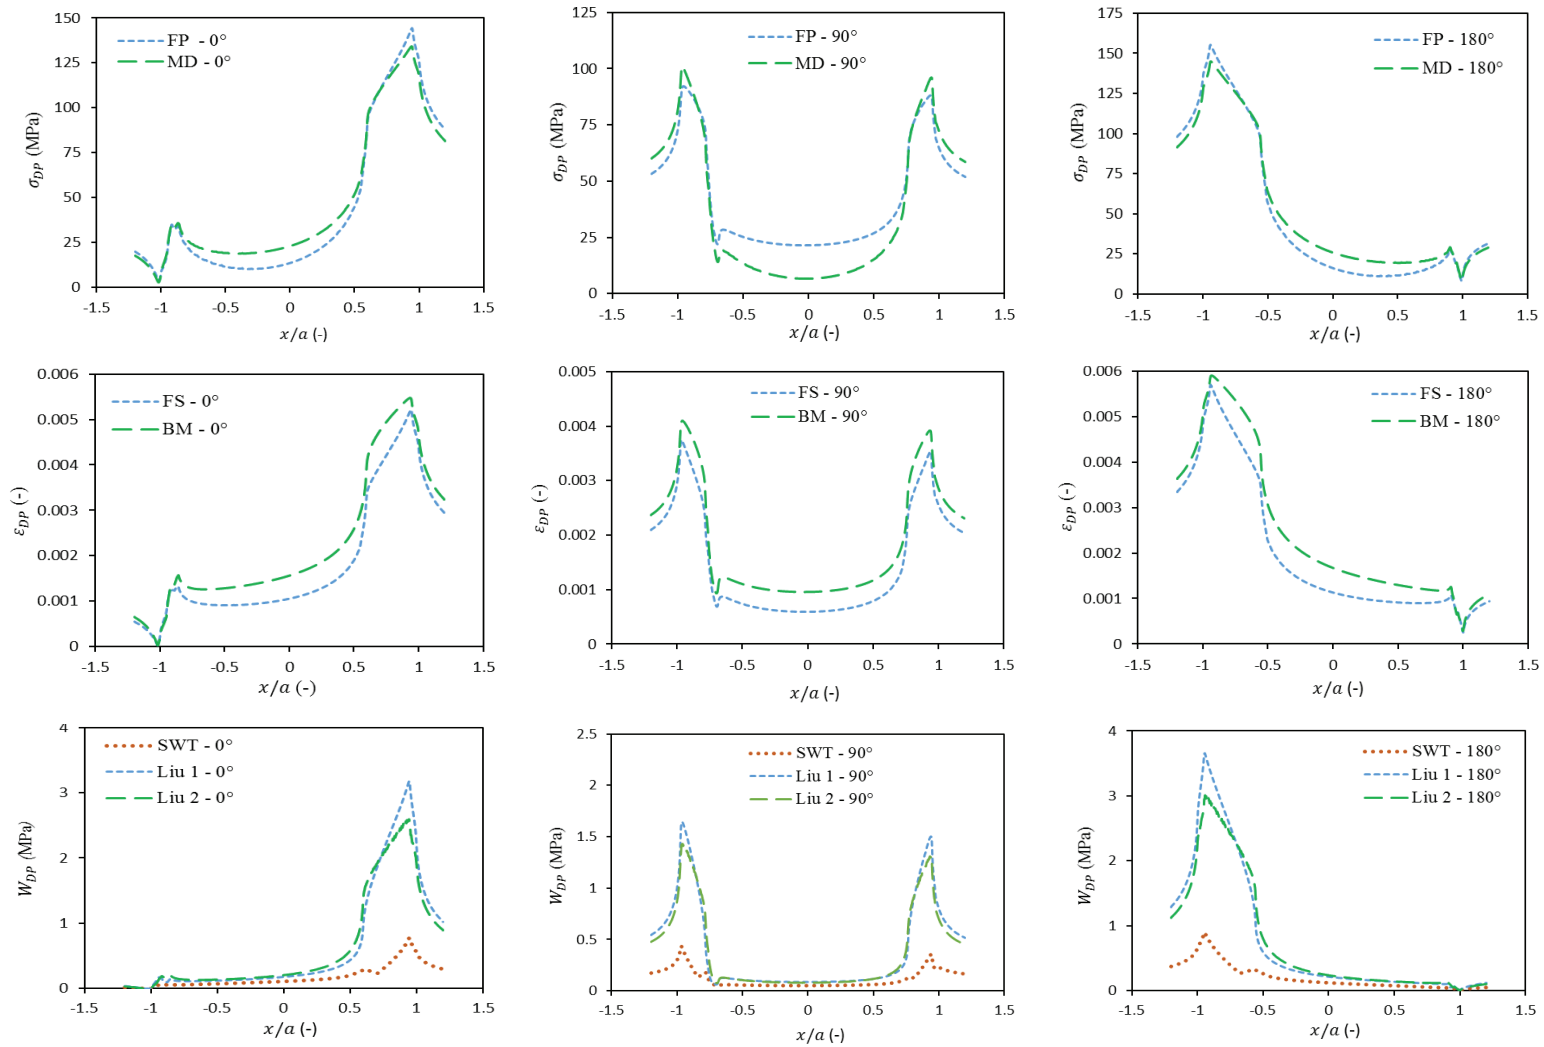 150
125
100
75
50
25
0
σDP (MPa)
FP - 0°
MD - 0°
-1.5 -1 -0.5 0 0.5 1 1.5
x/a (-)
125
100
75
50
25
0
σDP (MPa)
FP - 90°
MD - 90°
-1.5 -1 -0.5 0 0.5 1 1.5
x/a (-)
175
150
125
100
75
50
25
0
σDP (MPa)
FP - 180°
MD - 180°
-1.5 -1 -0.5 0 0.5 1 1.5
x/a (-)
0.006
0.005
0.004
0.003
0.002
0.001
0
εDP (-)
FS - 0°
BM - 0°
-1.5 -1 -0.5 0 0.5 1 1.5
x/a (-)
0.005
0.004
0.003
0.002
0.001
0
εDP (-)
FS - 90°
BM - 90°
-1.5 -1 -0.5 0 0.5 1 1.5
x/a (-)
0.006
0.005
0.004
0.003
0.002
0.001
0
εDP (-)
FS - 180°
BM - 180°
-1.5 -1 -0.5 0 0.5 1 1.5
x/a (-)
4
3
2
1
0
WDP (MPa)
SWT - 0°
Liu 1 - 0°
Liu 2 - 0°
-1.5 -1 -0.5 0 0.5 1 1.5
x/a (-)
2.5
2
1.5
1
0.5
0
WDP (MPa)
SWT - 90°
Liu 1 - 90°
Liu 2 - 90°
-1.5 -1 -0.5 0 0.5 1 1.5
x/a (-)
4
3
2
1
0
WDP (MPa)
SWT - 180°
Liu 1 - 180°
Liu 2 - 180°
-1.5 -1 -0.5 0 0.5 1 1.5
x/a (-)